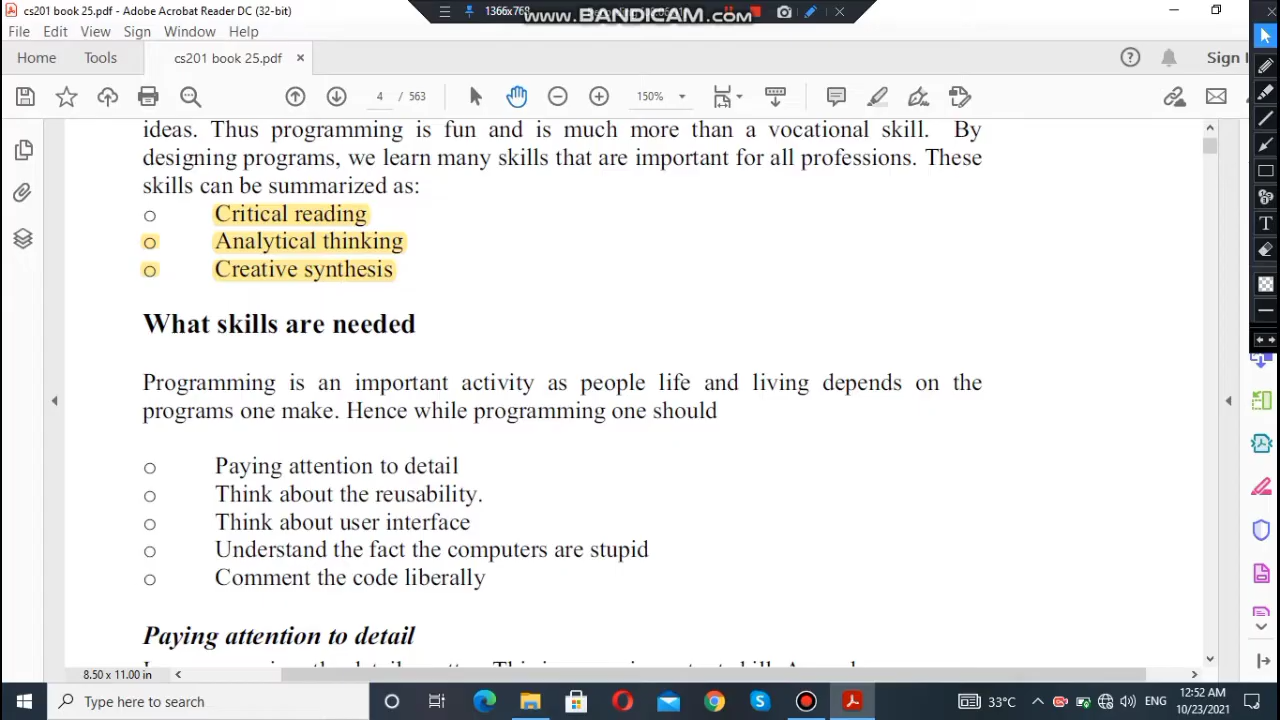 cs201 book 25.pdf - Adobe Acrobat Reader DC (32-bit)
1366x768
www.BANDICAM.com
File Edit View Sign Window Help
Home Tools cs201 book 25.pdf × Sign
4 / 563 150%
ideas. Thus programming is fun and is much more than a vocational skill. By
designing programs, we learn many skills that are important for all professions. These
skills can be summarized as:
○ Critical reading
○ Analytical thinking
○ Creative synthesis
What skills are needed
Programming is an important activity as people life and living depends on the
programs one make. Hence while programming one should
○ Paying attention to detail
○ Think about the reusability.
○ Think about user interface
○ Understand the fact the computers are stupid
○ Comment the code liberally
Paying attention to detail
8.50 x 11.00 in
Type here to search
33°C ENG
12:52 AM
10/23/2021